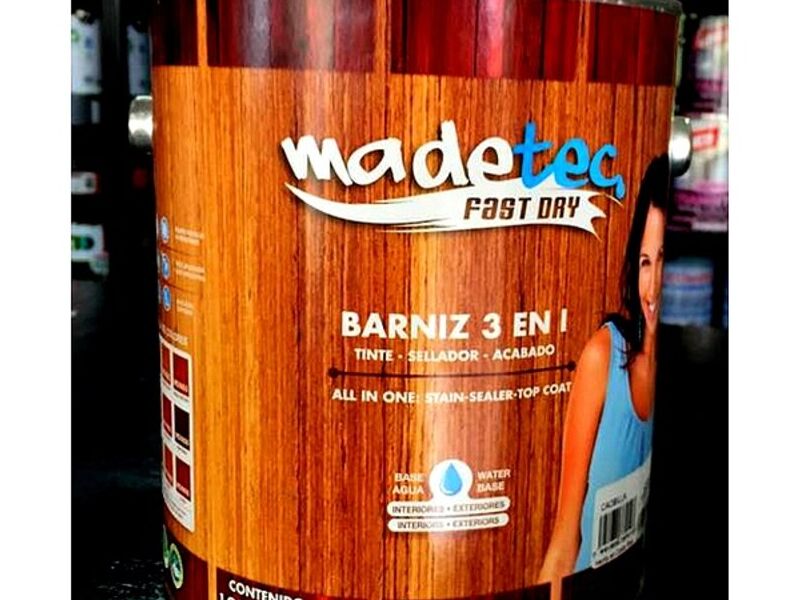 madetec
FAST DRY
BARNIZ 3 EN 1
TINTE - SELLADOR - ACABADO
ALL IN ONE: STAIN-SEALER-TOP COAT
BASE AGUA
WATER BASE
INTERIORES • EXTERIORES
INTERIORS • EXTERIORS
CAOBILLA